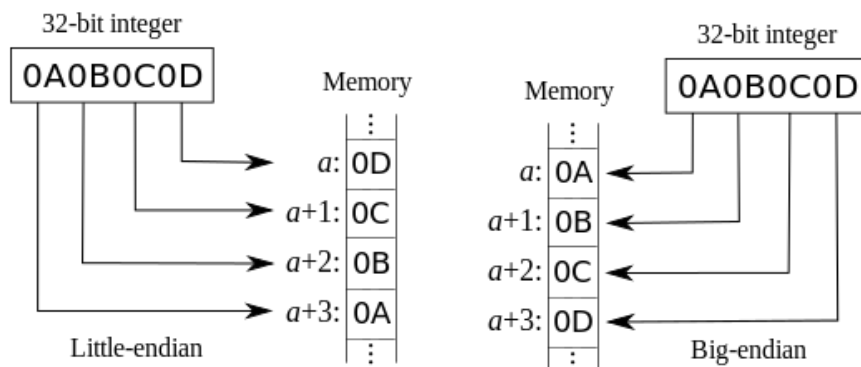 32-bit integer
0A0B0C0D
Memory
⋮
a: 0D
a+1: 0C
a+2: 0B
a+3: 0A
⋮
Little-endian
32-bit integer
0A0B0C0D
Memory
⋮
a: 0A
a+1: 0B
a+2: 0C
a+3: 0D
⋮
Big-endian